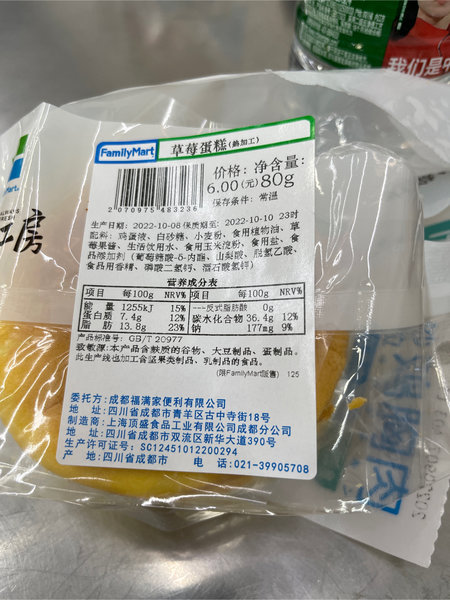 我们是中
FamilyMart
草莓蛋糕(热加工)
价格: 净含量:
6.00(元) 80g
2 070975 483236
保存条件: 常温
生产日期: 2022-10-08 保质期至: 2022-10-10 23时
配料: 鸡蛋液、白砂糖、小麦粉、食用植物油、草
莓果酱、生活饮用水、食用玉米淀粉、食用盐、食
品添加剂 (葡萄糖酸-δ-内酯、山梨酸、脱氢乙酸、
食品用香精、磷酸二氢钙、酒石酸氢钾)
营养成分表
项目 每100g NRV% 项目 每100g NRV%
能 量 1255kJ 15% ---反式脂肪酸 0g
蛋白质 7.4g 12% 碳水化合物 36.4g 12%
脂 肪 13.8g 23% 钠 177mg 9%
产品标准号: GB/T 20977
致敏源:本产品含麸质的谷物、大豆制品、蛋制品。
此生产线也加工含坚果类制品、乳制品的食品。
(限FamilyMart販售) 125
委托方:成都福满家便利有限公司
地 址:四川省成都市青羊区古中寺街18号
制造商:上海顶盛食品工业有限公司成都分公司
地 址:四川省成都市双流区新华大道390号
生产许可证号: SC12451012200294
产 地:四川省成都市 电 话:021-39905708
Mart
工房